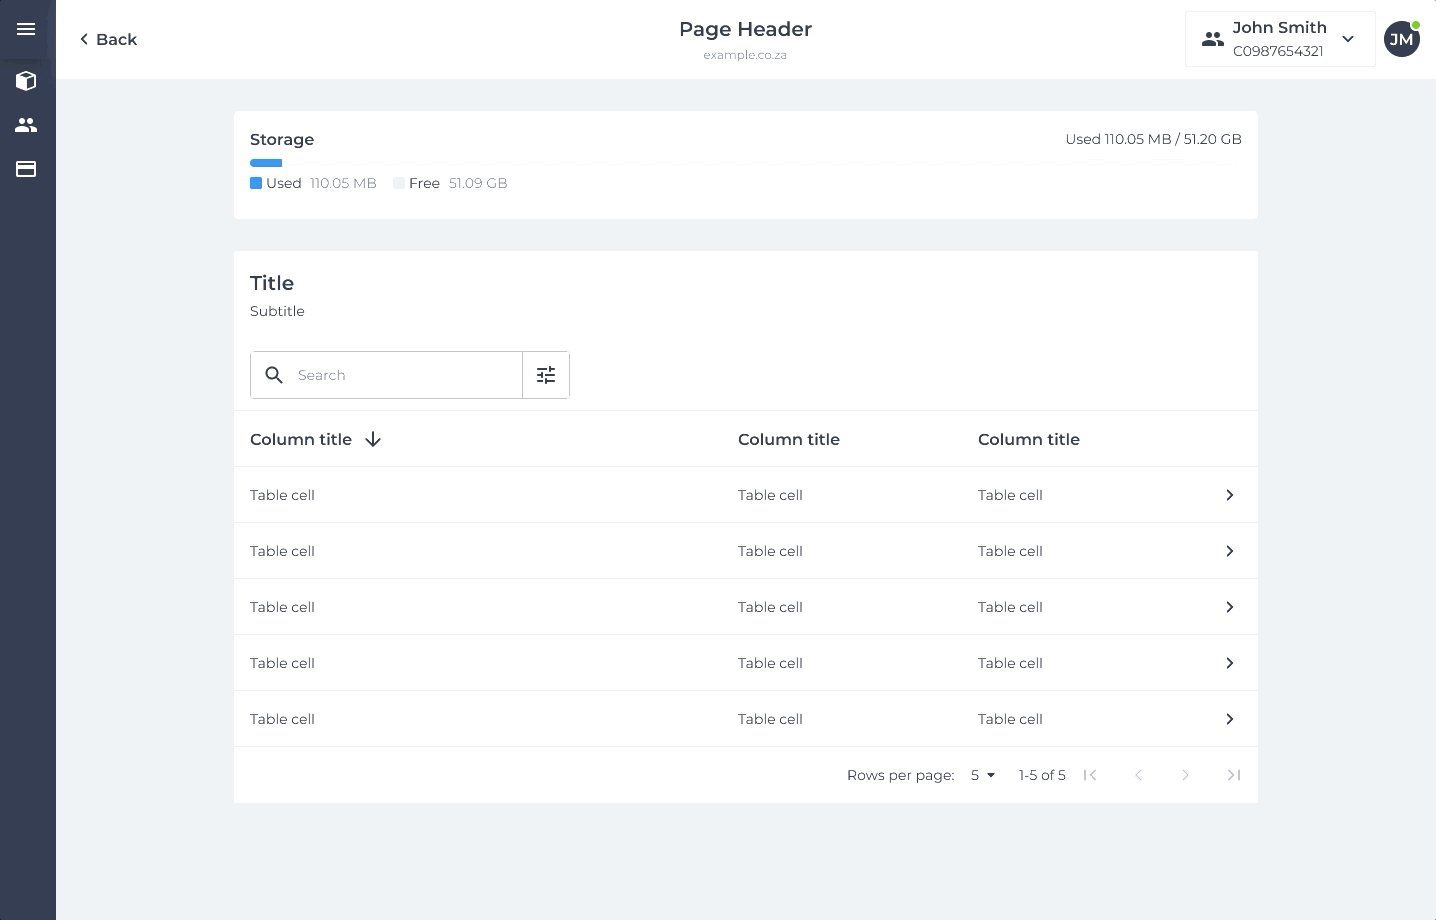 Back
Page Header
example.co.za
John Smith
C0987654321
JM
Storage
Used 110.05 MB / 51.20 GB
Used 110.05 MB Free 51.09 GB
Title
Subtitle
Search
Column title Column title Column title
Table cell Table cell Table cell
Table cell Table cell Table cell
Table cell Table cell Table cell
Table cell Table cell Table cell
Table cell Table cell Table cell
Rows per page: 5 1-5 of 5